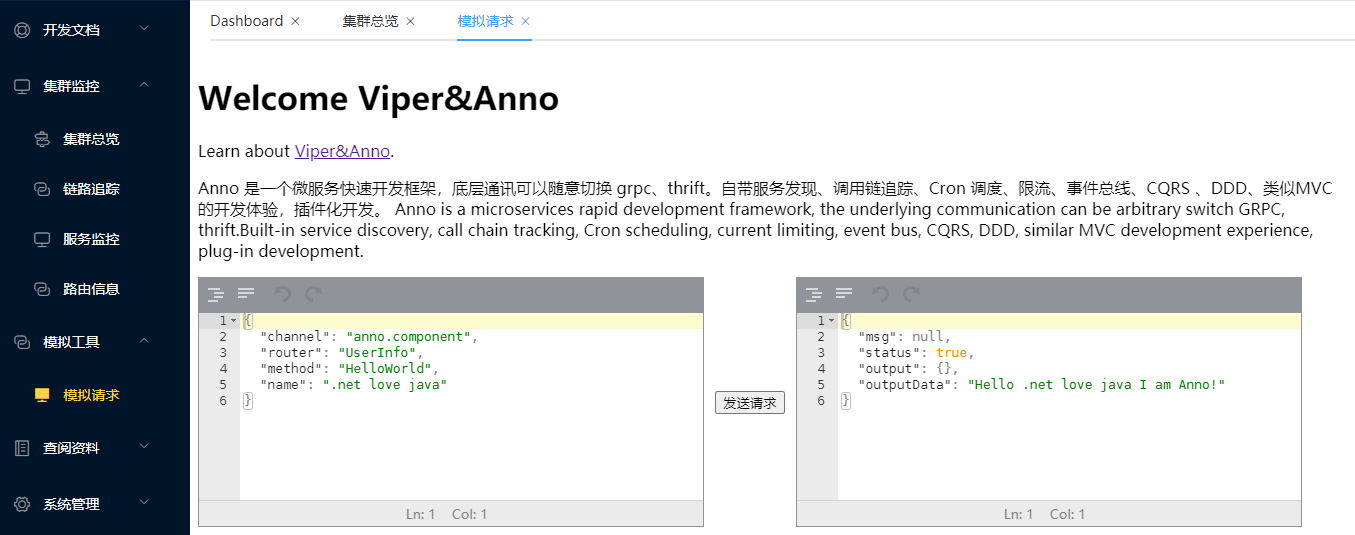 开发文档
集群监控
集群总览
链路追踪
服务监控
路由信息
模拟工具
模拟请求
查阅资料
系统管理
Dashboard × 集群总览 × 模拟请求 ×
Welcome Viper&Anno
Learn about Viper&Anno.
Anno 是一个微服务快速开发框架，底层通讯可以随意切换 grpc、thrift。自带服务发现、调用链追踪、Cron 调度、限流、事件总线、CQRS 、DDD、类似MVC
的开发体验，插件化开发。 Anno is a microservices rapid development framework, the underlying communication can be arbitrary switch GRPC,
thrift.Built-in service discovery, call chain tracking, Cron scheduling, current limiting, event bus, CQRS, DDD, similar MVC development experience,
plug-in development.
1 {
2 "channel": "anno.component",
3 "router": "UserInfo",
4 "method": "HelloWorld",
5 "name": ".net love java"
6 }
Ln: 1 Col: 1
发送请求
1 {
2 "msg": null,
3 "status": true,
4 "output": {},
5 "outputData": "Hello .net love java I am Anno!"
6 }
Ln: 1 Col: 1